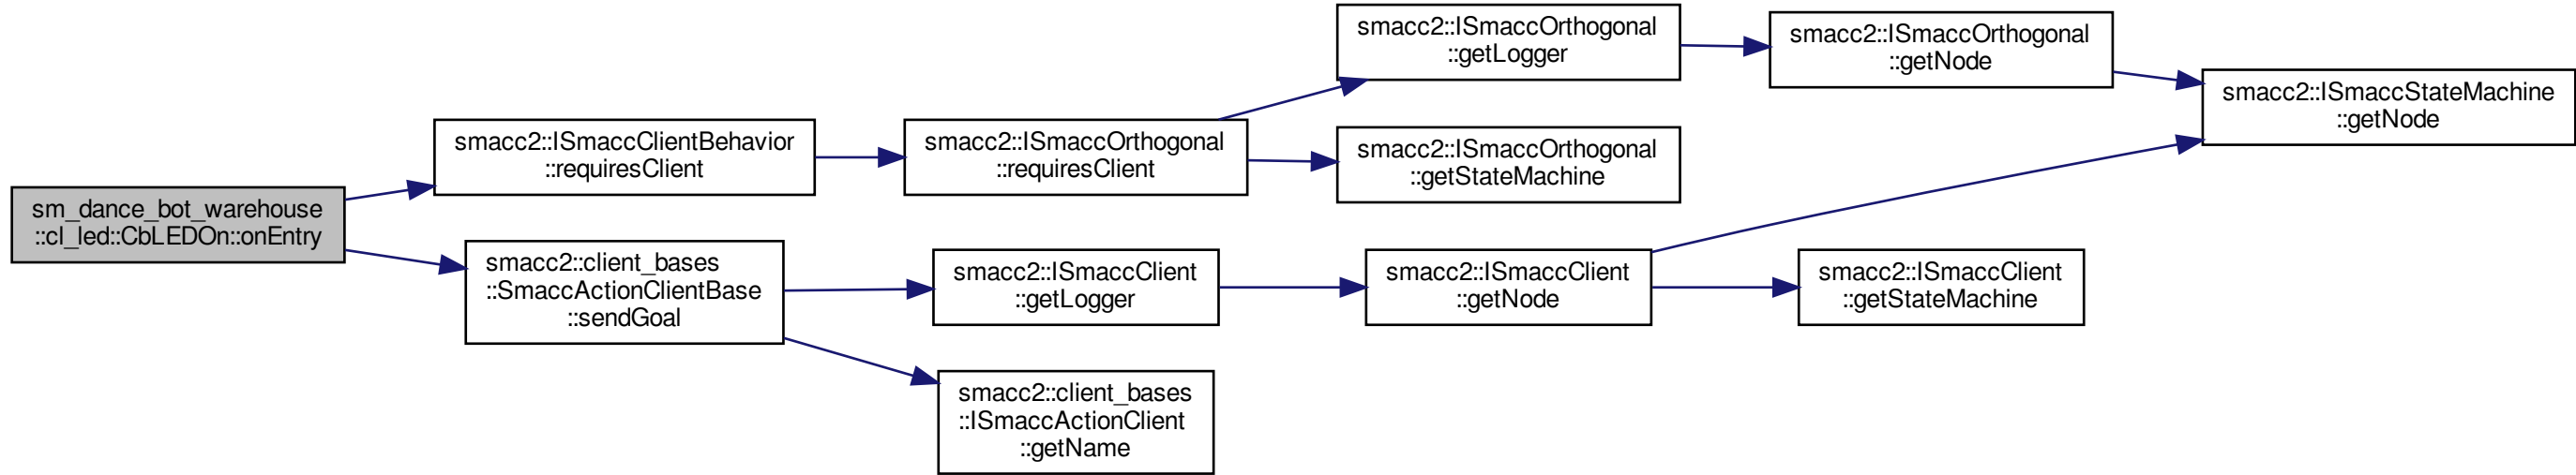 sm_dance_bot_warehouse
::cl_led::CbLEDOn::onEntry
smacc2::ISmaccClientBehavior
::requiresClient
smacc2::ISmaccOrthogonal
::requiresClient
smacc2::ISmaccOrthogonal
::getLogger
smacc2::ISmaccOrthogonal
::getNode
smacc2::ISmaccStateMachine
::getNode
smacc2::ISmaccOrthogonal
::getStateMachine
smacc2::client_bases
::SmaccActionClientBase
::sendGoal
smacc2::ISmaccClient
::getLogger
smacc2::ISmaccClient
::getNode
smacc2::ISmaccClient
::getStateMachine
smacc2::client_bases
::ISmaccActionClient
::getName